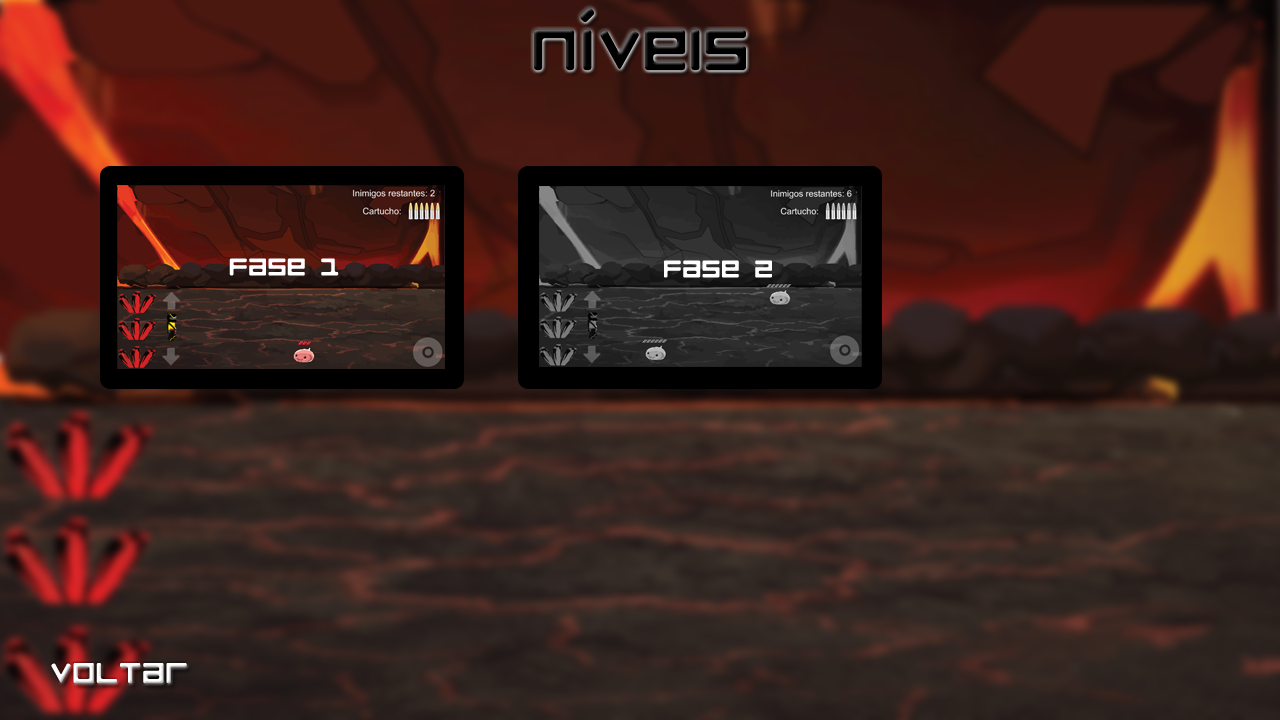 níveis
Inimigos restantes: 2
Cartucho:
Fase 1
Inimigos restantes: 6
Cartucho:
Fase 2
Voltar